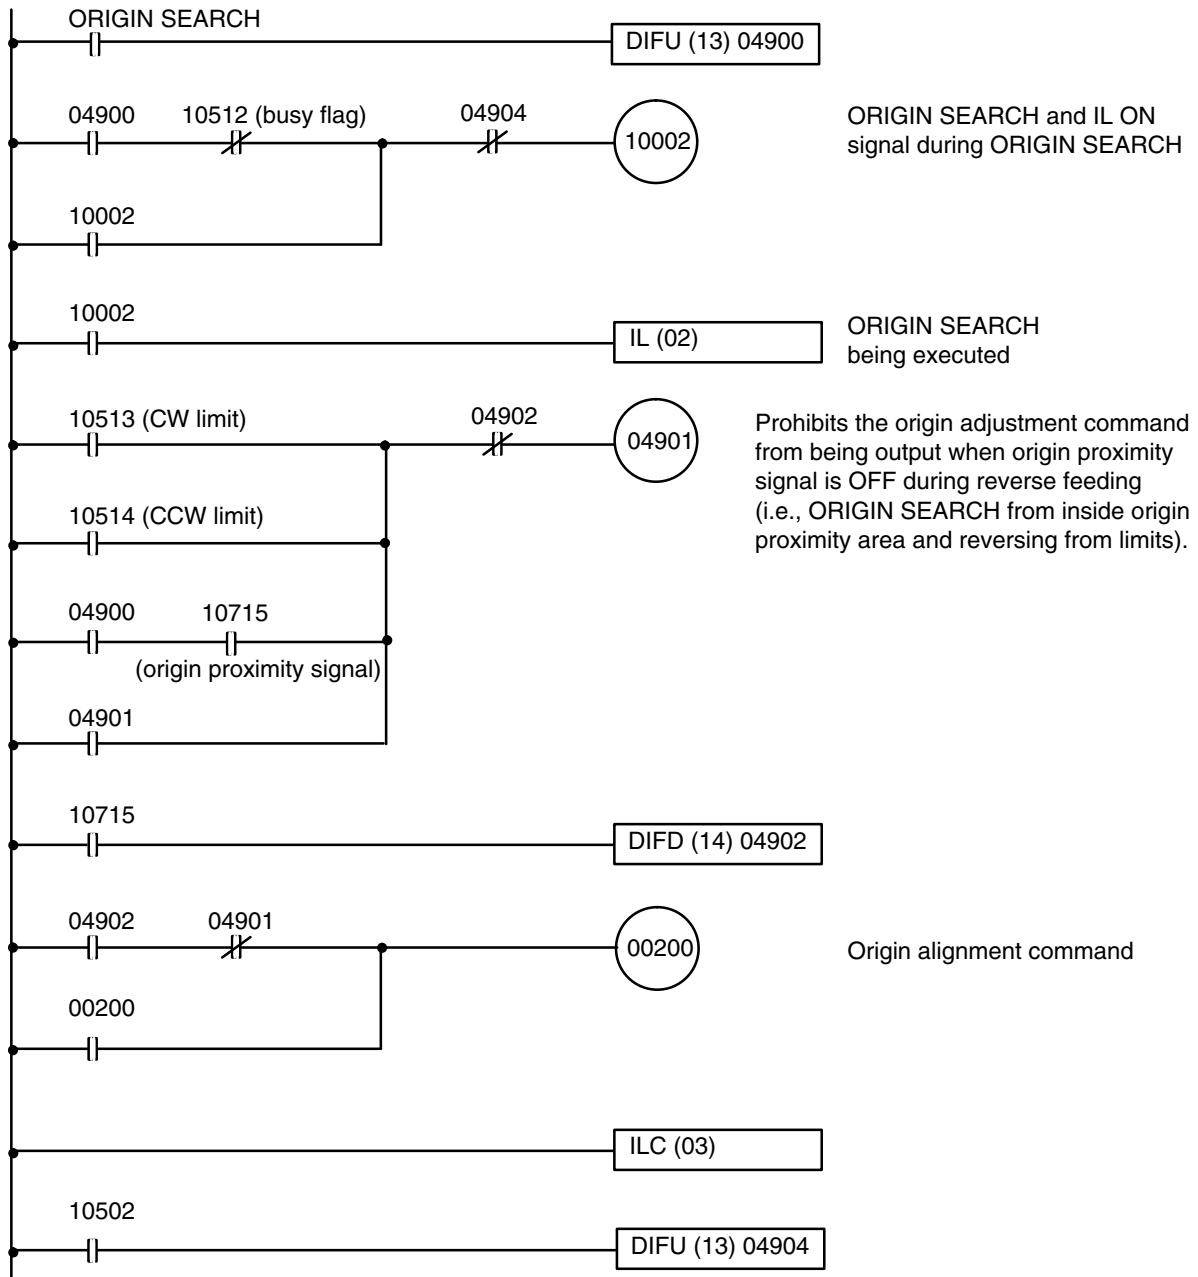 ORIGIN SEARCH
DIFU (13) 04900
04900 10512 (busy flag) 04904
10002
ORIGIN SEARCH and IL ON
signal during ORIGIN SEARCH
10002
10002
IL (02)
ORIGIN SEARCH
being executed
10513 (CW limit) 04902
04901
Prohibits the origin adjustment command
from being output when origin proximity
signal is OFF during reverse feeding
(i.e., ORIGIN SEARCH from inside origin
proximity area and reversing from limits).
10514 (CCW limit)
04900 10715
(origin proximity signal)
04901
10715
DIFD (14) 04902
04902 04901
00200
Origin alignment command
00200
ILC (03)
10502
DIFU (13) 04904